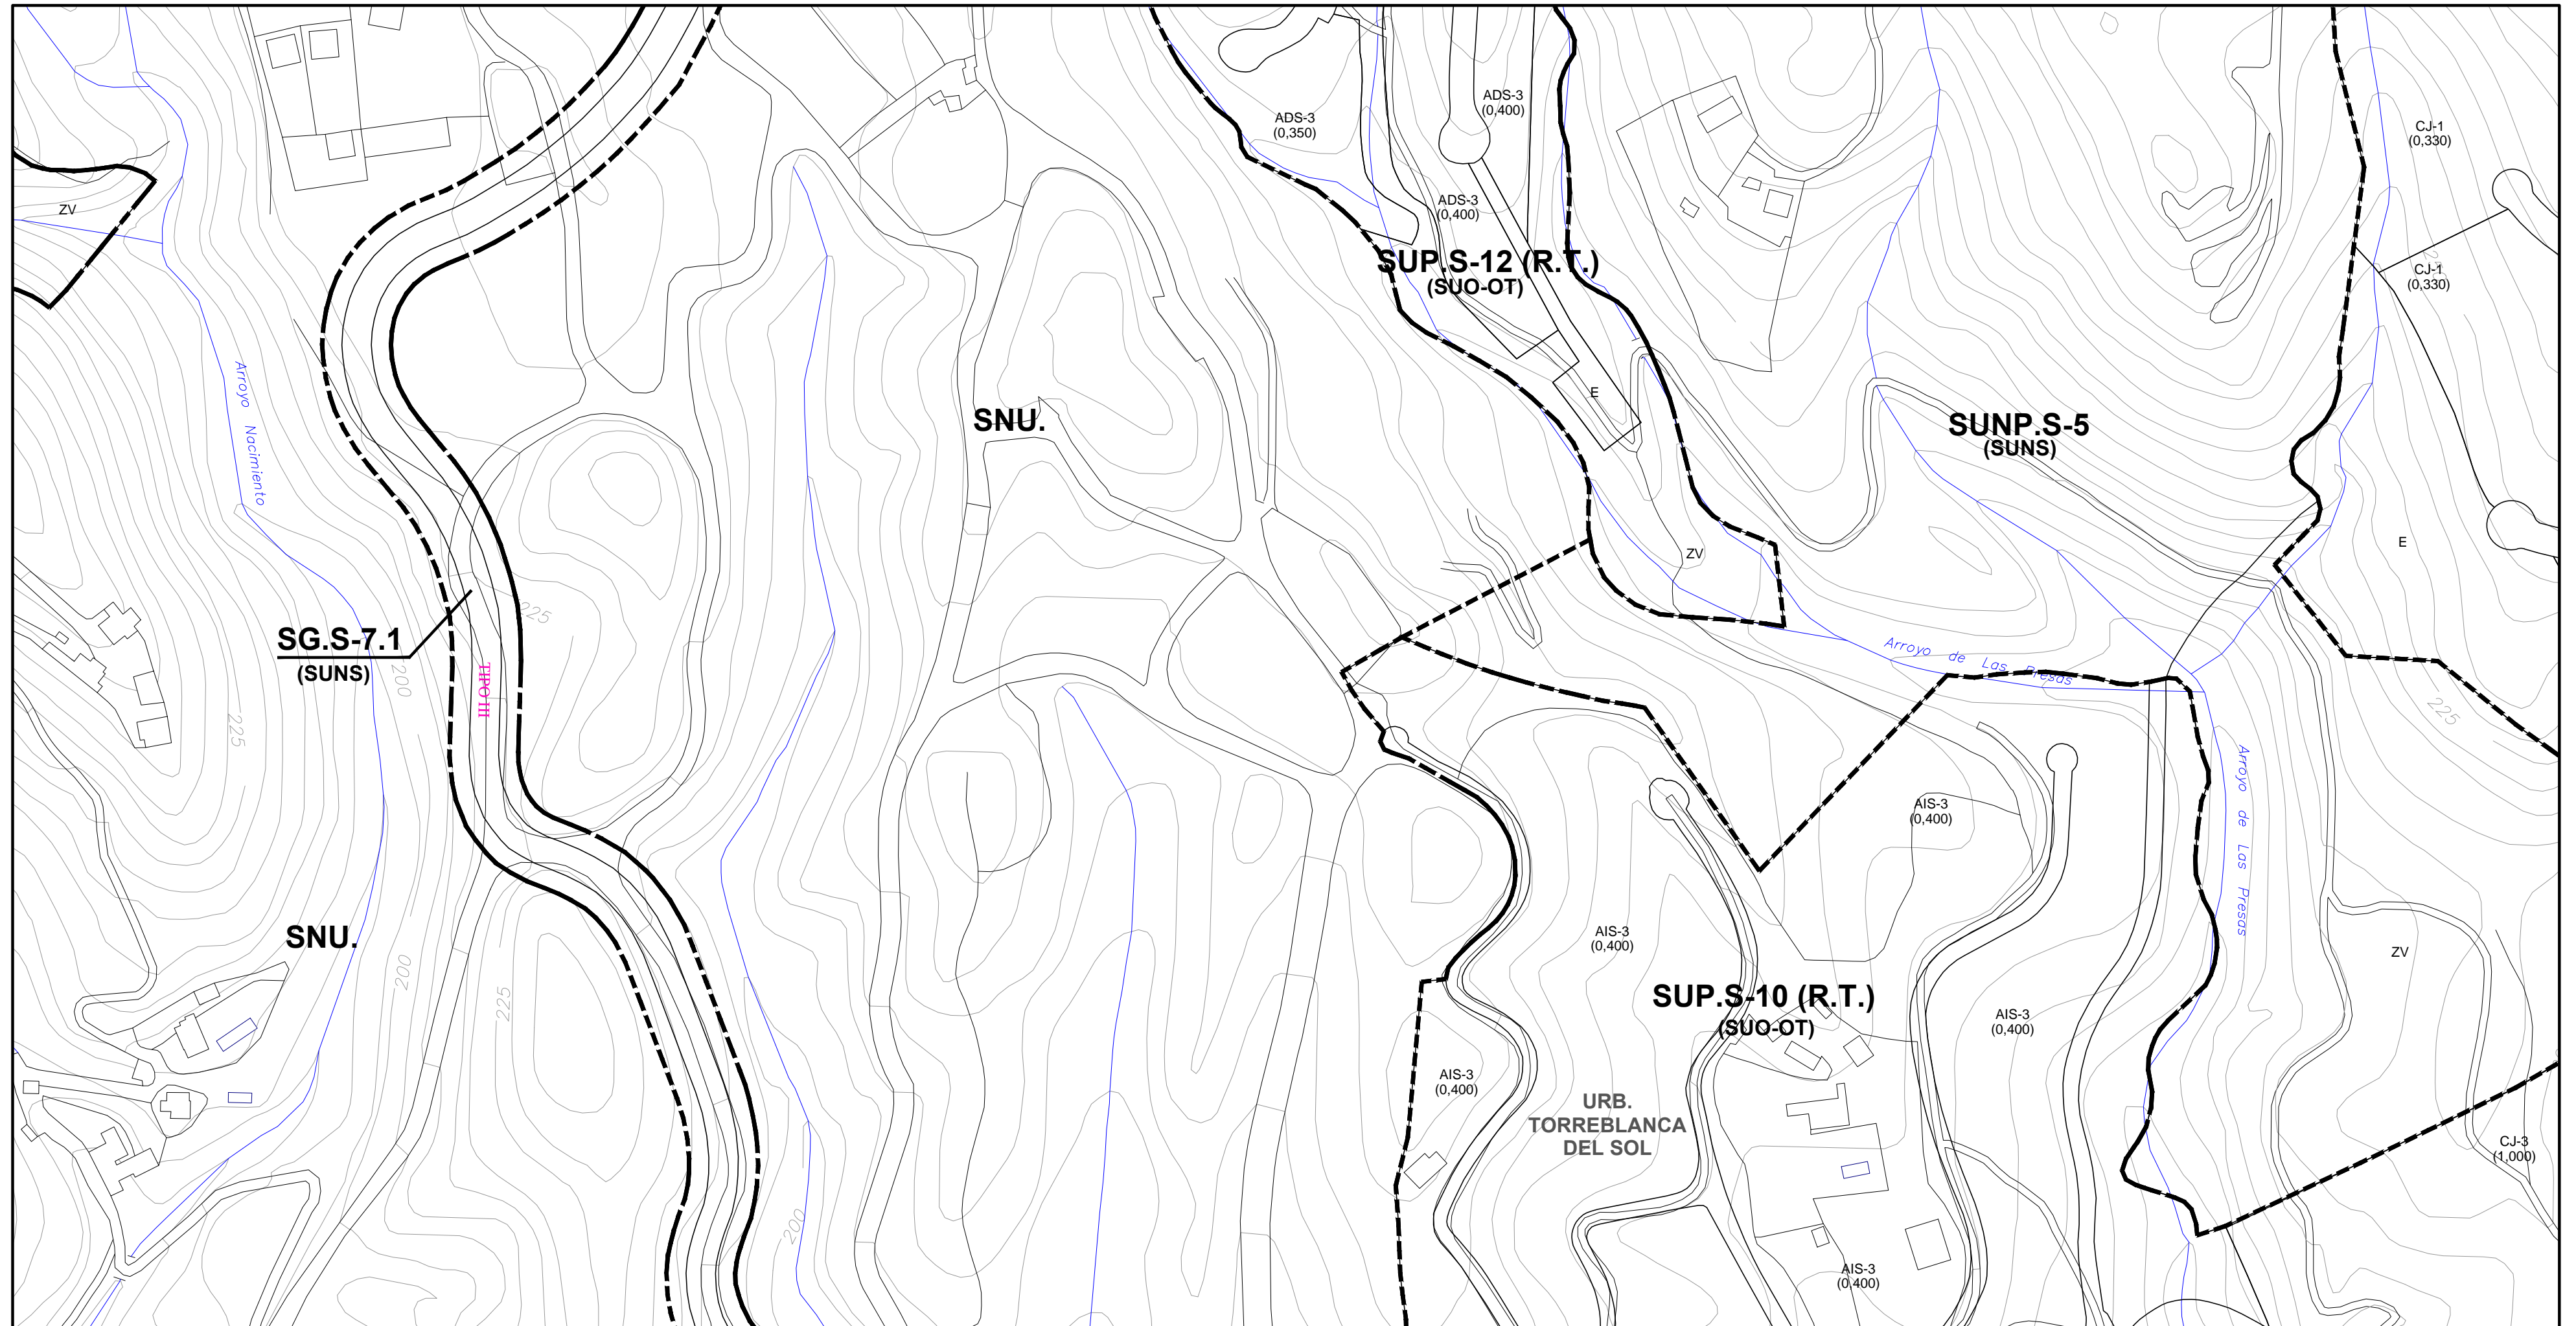 ADS-3
(0,350)
ADS-3
(0,400)
ADS-3
(0,400)
CJ-1
(0,330)
CJ-1
(0,330)
ZV
SUP.S-12 (R.T.)
(SUO-OT)
E
Arroyo Nacimiento
SNU.
SUNP.S-5
(SUNS)
E
ZV
225
SG.S-7.1
(SUNS)
200
TIPO III
225
Arroyo de Las Presas
225
Arroyo de Las Presas
AIS-3
(0,400)
AIS-3
(0,400)
SNU.
200
225
ZV
SUP.S-10 (R.T.)
(SUO-OT)
AIS-3
(0,400)
AIS-3
(0,400)
URB.
TORREBLANCA
DEL SOL
CJ-3
(1,000)
200
AIS-3
(0,400)